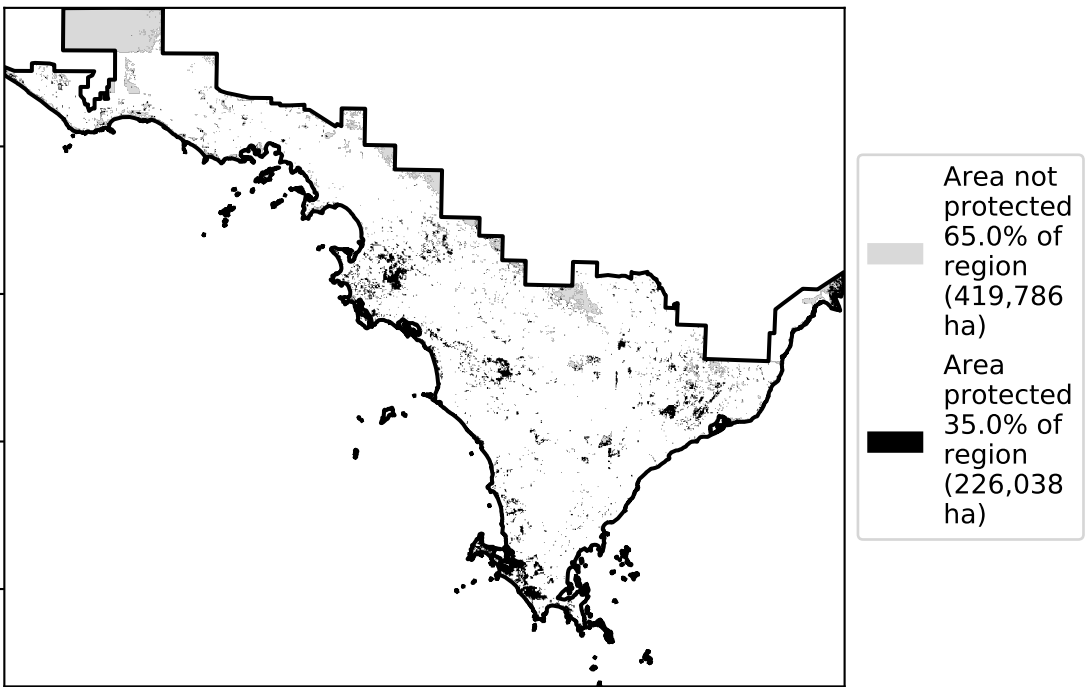 Area not
protected
65.0% of
region
(419,786
ha)
Area
protected
35.0% of
region
(226,038
ha)